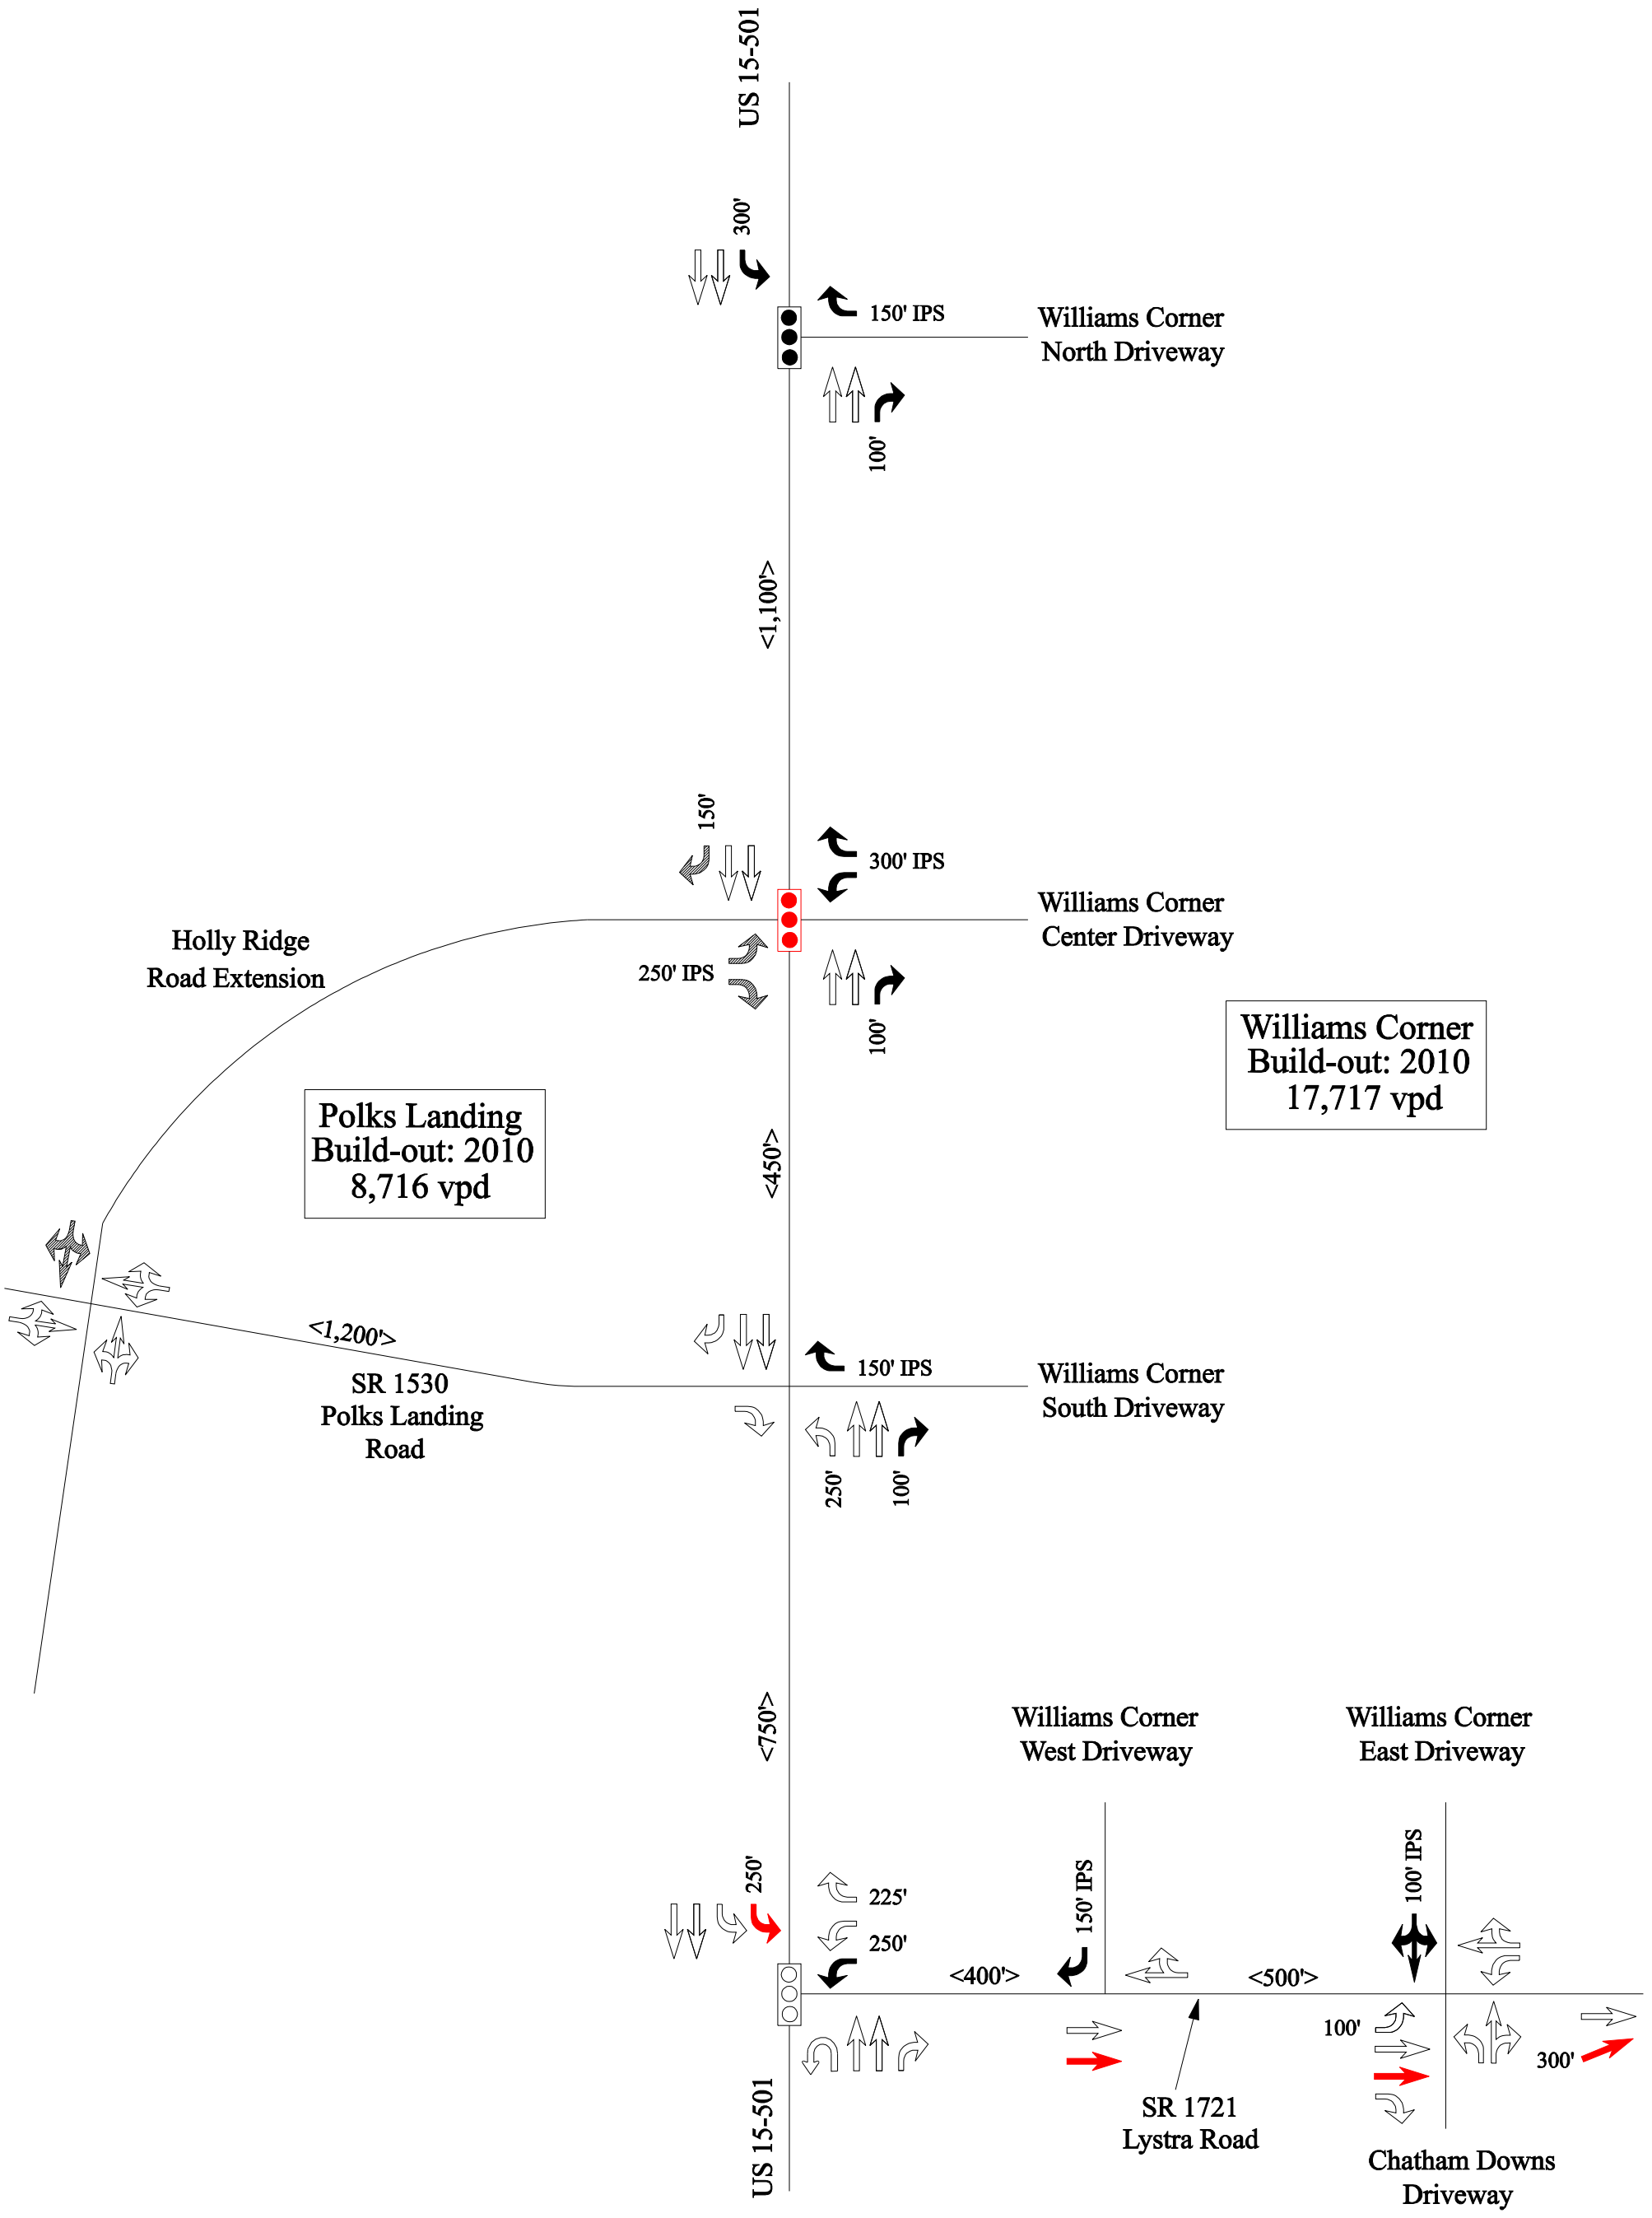 US 15-501
300'
150' IPS
Williams Corner
North Driveway
100'
<1,100'>
150'
300' IPS
Williams Corner
Center Driveway
Holly Ridge
Road Extension
250' IPS
100'
Williams Corner
Build-out: 2010
17,717 vpd
Polks Landing
Build-out: 2010
8,716 vpd
<450'>
<1,200'>
150' IPS
Williams Corner
South Driveway
SR 1530
Polks Landing
Road
250'
100'
<750'>
Williams Corner
West Driveway
Williams Corner
East Driveway
250'
225'
250'
150' IPS
100' IPS
<400'>
<500'>
100'
300'
SR 1721
Lystra Road
US 15-501
Chatham Downs
Driveway